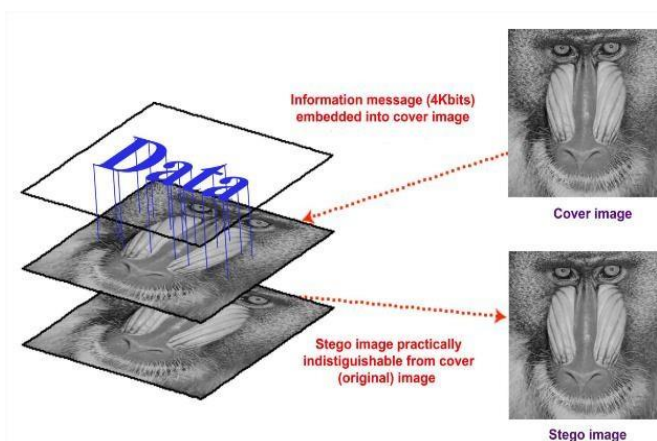 Information message (4Kbits)
embedded into cover image
Data
Cover image
Stego image practically
indistiguishable from cover
(original) image
Stego image